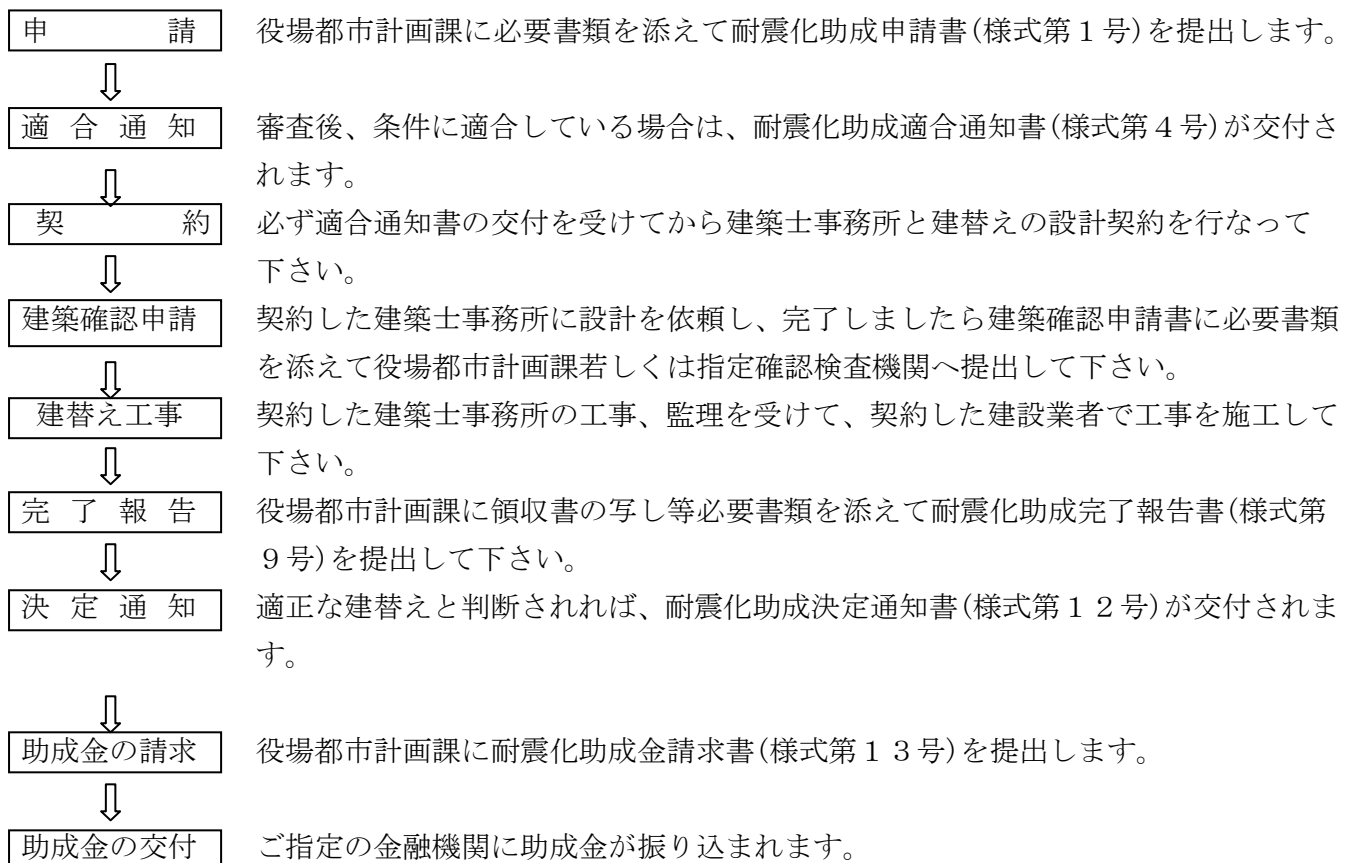 申　　　　請　役場都市計画課に必要書類を添えて耐震化助成申請書(様式第１号)を提出します。
適 合 通 知　審査後、条件に適合している場合は、耐震化助成適合通知書(様式第４号)が交付さ
れます。
契　　　　約　必ず適合通知書の交付を受けてから建築士事務所と建替えの設計契約を行なって
下さい。
建築確認申請　契約した建築士事務所に設計を依頼し、完了しましたら建築確認申請書に必要書類
を添えて役場都市計画課若しくは指定確認検査機関へ提出して下さい。
建替え工事　契約した建築士事務所の工事、監理を受けて、契約した建設業者で工事を施工して
下さい。
完 了 報 告　役場都市計画課に領収書の写し等必要書類を添えて耐震化助成完了報告書(様式第
９号)を提出して下さい。
決 定 通 知　適正な建替えと判断されれば、耐震化助成決定通知書(様式第１２号)が交付されま
す。
助成金の請求　役場都市計画課に耐震化助成金請求書(様式第１３号)を提出します。
助成金の交付　ご指定の金融機関に助成金が振り込まれます。